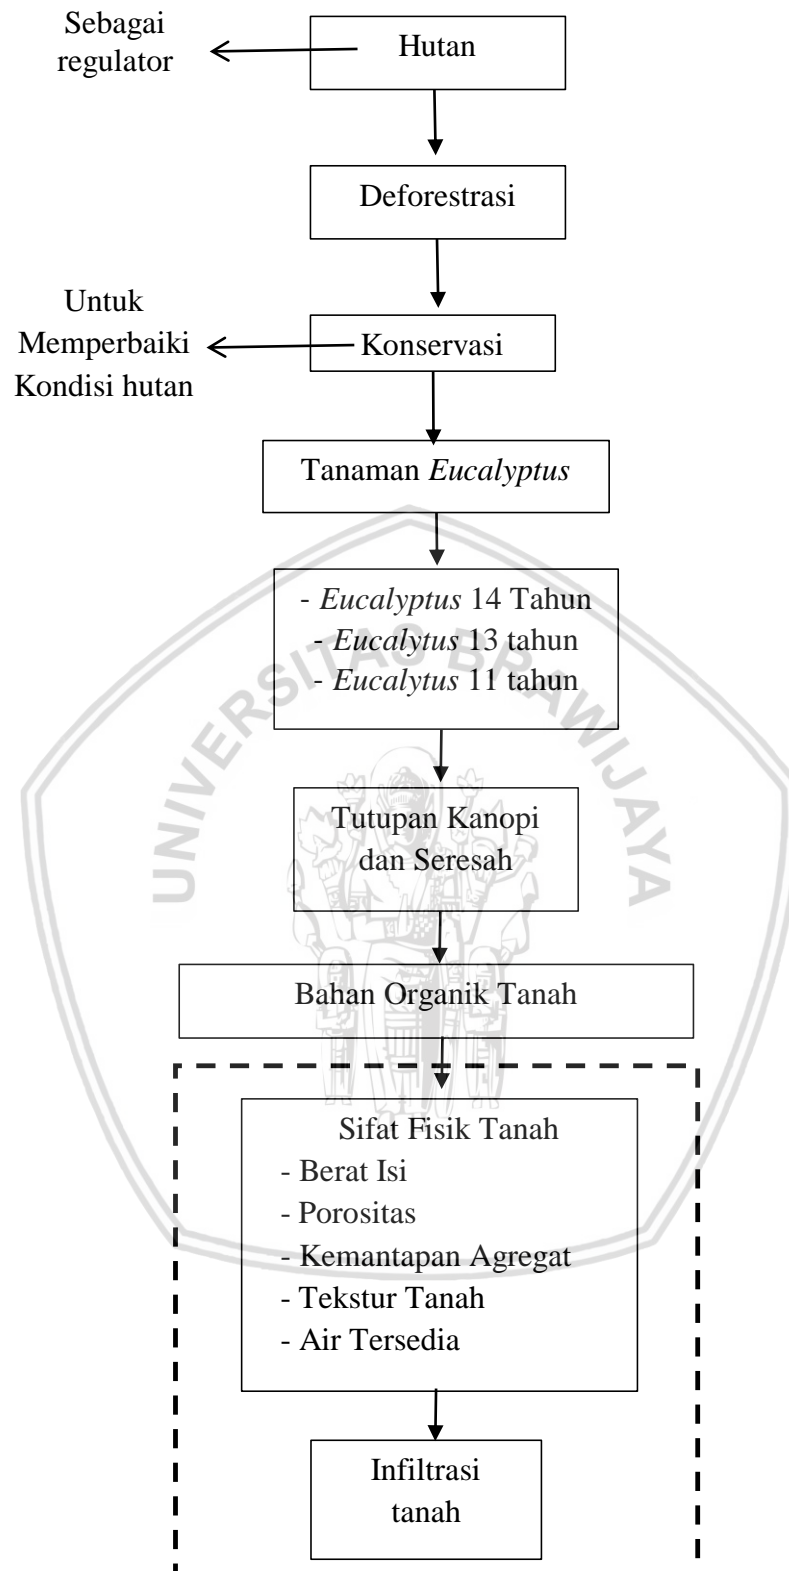 Sebagai
regulator
Hutan
Deforestrasi
Untuk
Memperbaiki
Kondisi hutan
Konservasi
Tanaman Eucalyptus
- Eucalyptus 14 Tahun
- Eucalytus 13 tahun
- Eucalytus 11 tahun
UNIVERSITAS BRAWIJAYA
Tutupan Kanopi
dan Seresah
Bahan Organik Tanah
Sifat Fisik Tanah
- Berat Isi
- Porositas
- Kemantapan Agregat
- Tekstur Tanah
- Air Tersedia
Infiltrasi
tanah